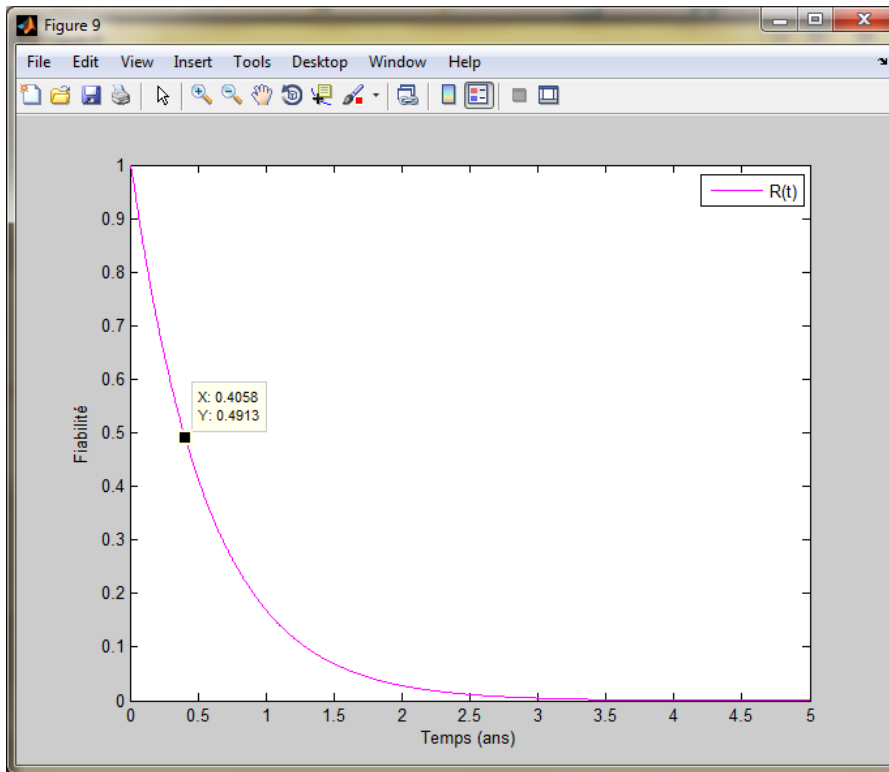 Figure 9
File Edit View Insert Tools Desktop Window Help
1
0.9
0.8
0.7
0.6
0.5
0.4
0.3
0.2
0.1
0
Fiabilité
R(t)
X: 0.4058
Y: 0.4913
0 0.5 1 1.5 2 2.5 3 3.5 4 4.5 5
Temps (ans)